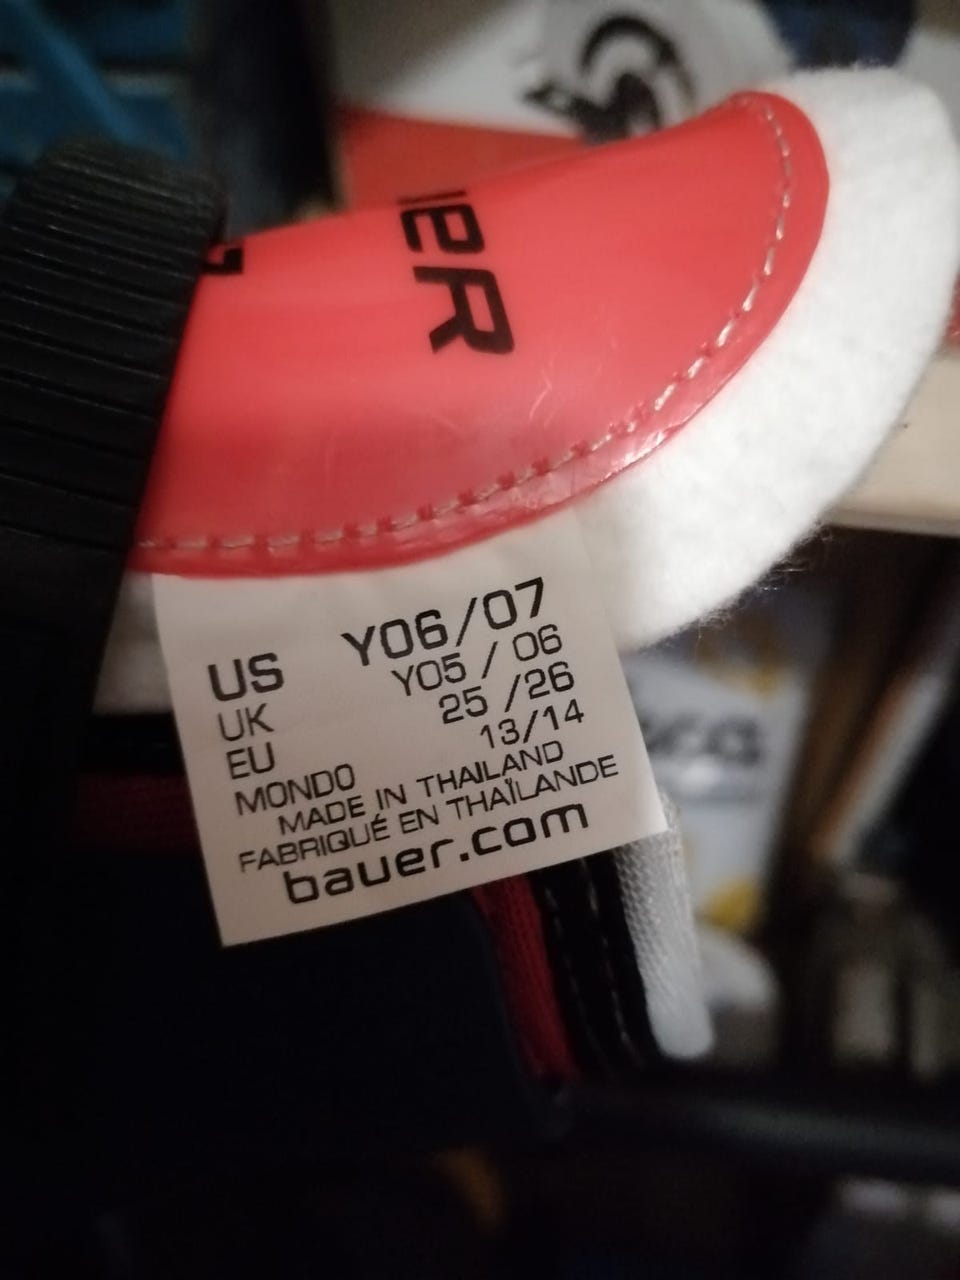 US Y06/07
UK Y05 / 06
EU 25 /26
MONDO 13/14
MADE IN THAILAND
FABRIQUÉ EN THAÏLANDE
bauer.com